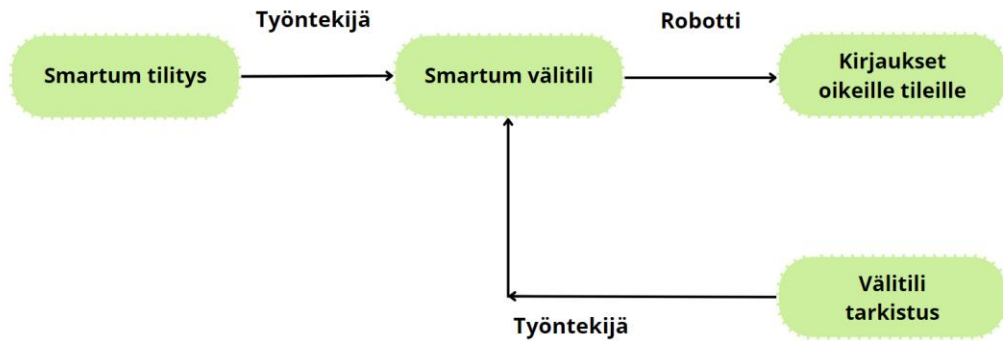 Työntekijä
Robotti
Smartum tilitys
Smartum välitili
Kirjaukset
oikeille tileille
Välitili
tarkistus
Työntekijä